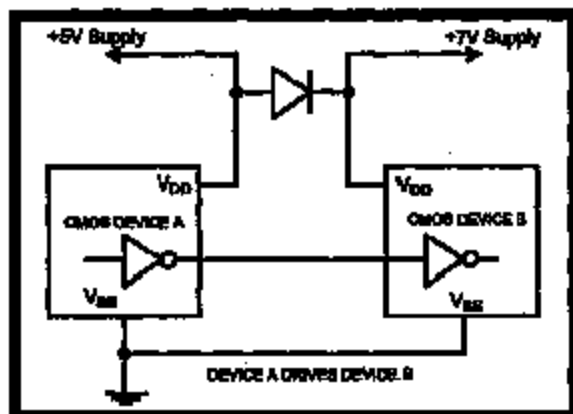 +5V Supply
+7V Supply
VDD
VDD
CMOS DEVICE A
CMOS DEVICE B
VSS
VSS
DEVICE A DRIVES DEVICE B